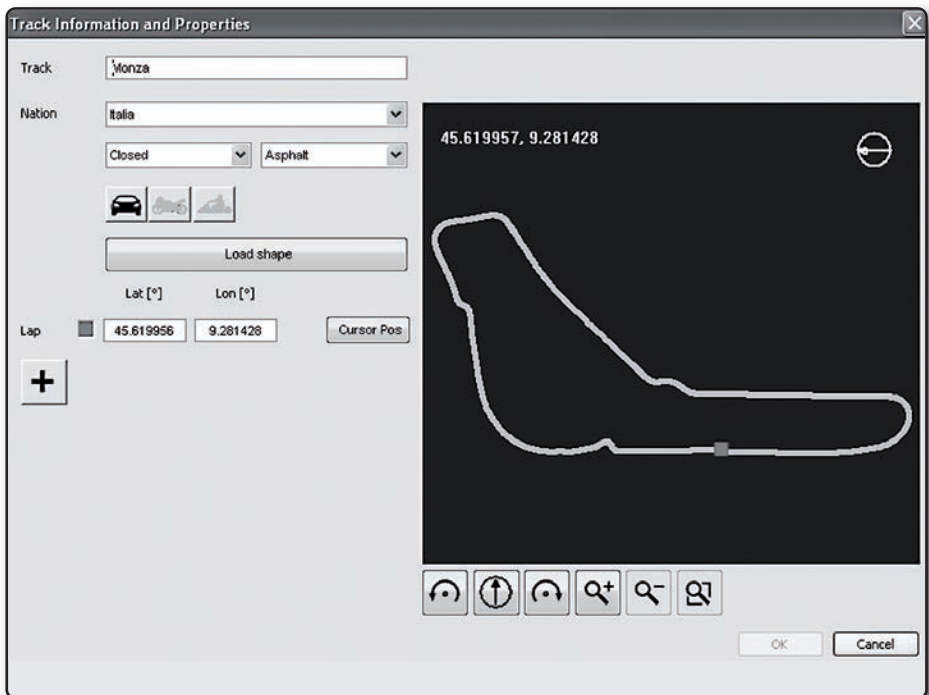 Track Information and Properties
Track Monza
Nation Italia
Closed Asphalt
Load shape
Lat [°] Lon [°]
Lap 45.619956 9.281428 Cursor Pos
45.619957, 9.281428
OK Cancel